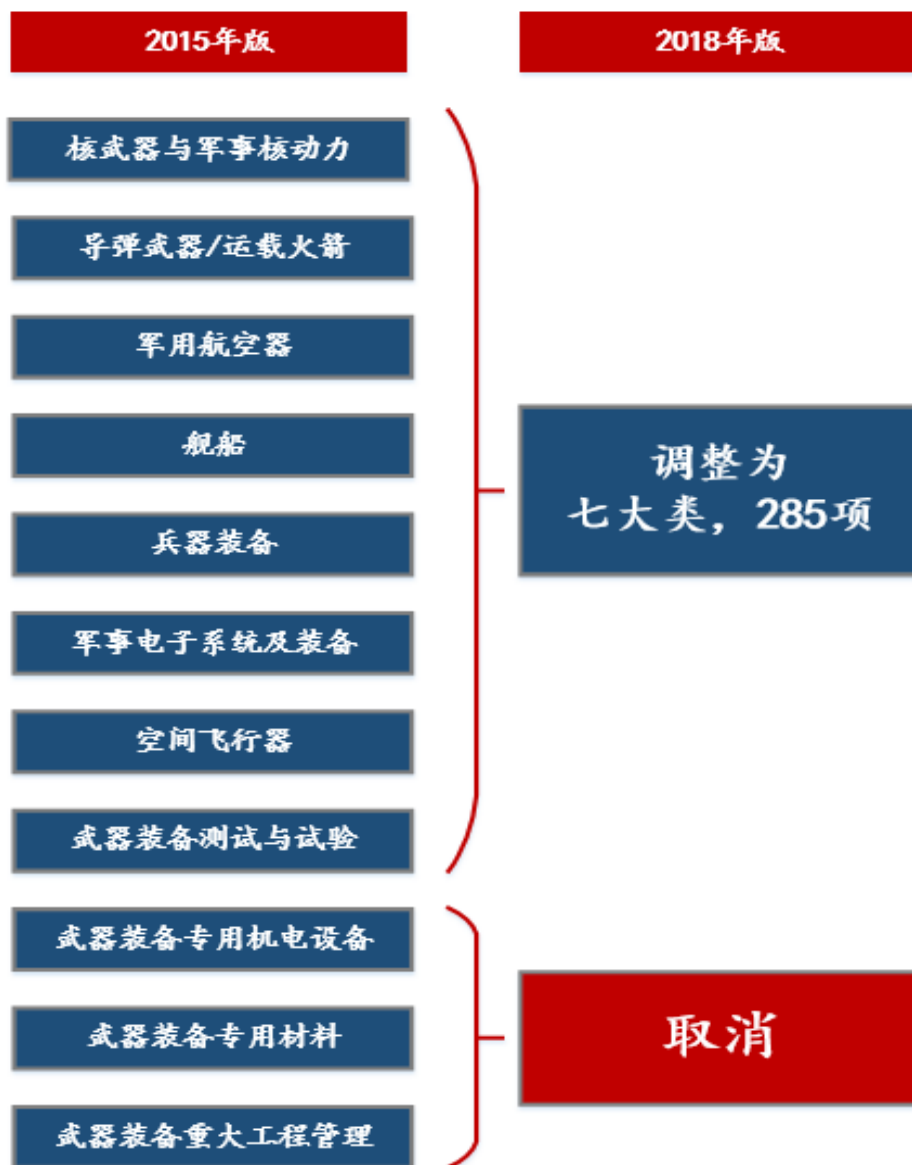 2015年版
2018年版
核武器与军事核动力
导弹武器/运载火箭
军用航空器
舰船
兵器装备
军事电子系统及装备
空间飞行器
武器装备测试与试验
调整为
七大类，285项
武器装备专用机电设备
武器装备专用材料
武器装备重大工程管理
取消